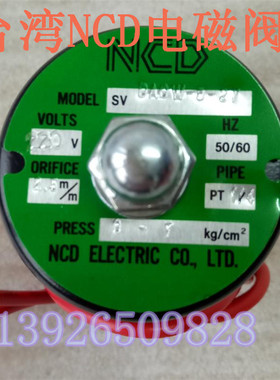 台湾NCD电磁阀
NCD
MODEL SV
VOLTS HZ
220 V 50/60
ORIFICE PIPE
m/m PT
PRESS kg/cm²
NCD ELECTRIC CO., LTD.
13926509828